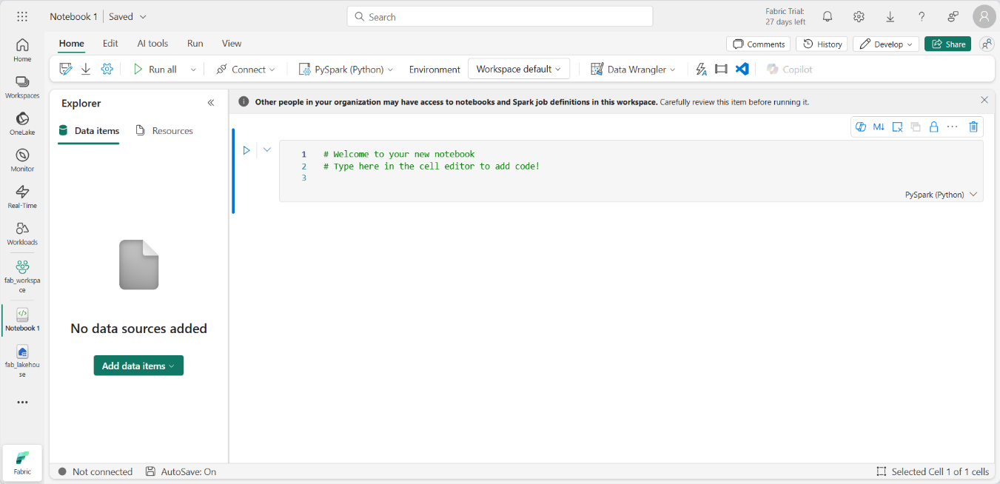 Notebook 1 Saved
Search
Fabric Trial:
27 days left
Home Edit AI tools Run View
Comments History Develop Share
Run all Connect PySpark (Python) Environment Workspace default Data Wrangler Copilot
Home
Workspaces
OneLake
Monitor
Real-Time
Workloads
fab_workspa
ce
Notebook 1
fab_lakehou
se
Fabric
Explorer
Data items Resources
No data sources added
Add data items
Other people in your organization may have access to notebooks and Spark job definitions in this workspace. Carefully review this item before running it.
M↓
1 # Welcome to your new notebook
2 # Type here in the cell editor to add code!
3
PySpark (Python)
Not connected AutoSave: On
Selected Cell 1 of 1 cells